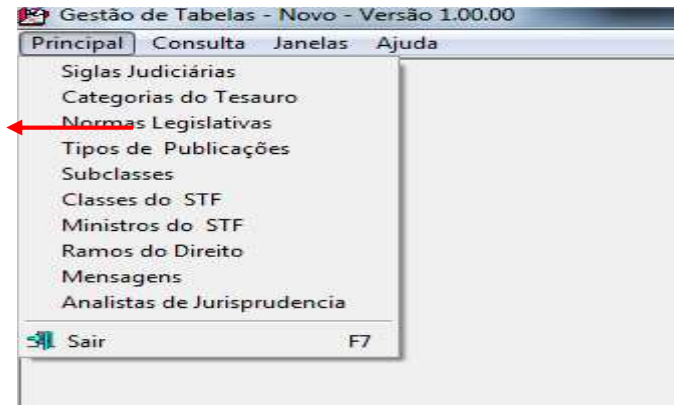 Gestão de Tabelas - Novo - Versão 1.00.00
Principal Consulta Janelas Ajuda
Siglas Judiciárias
Categorias do Tesauro
Normas Legislativas
Tipos de Publicações
Subclasses
Classes do STF
Ministros do STF
Ramos do Direito
Mensagens
Analistas de Jurisprudencia
Sair F7